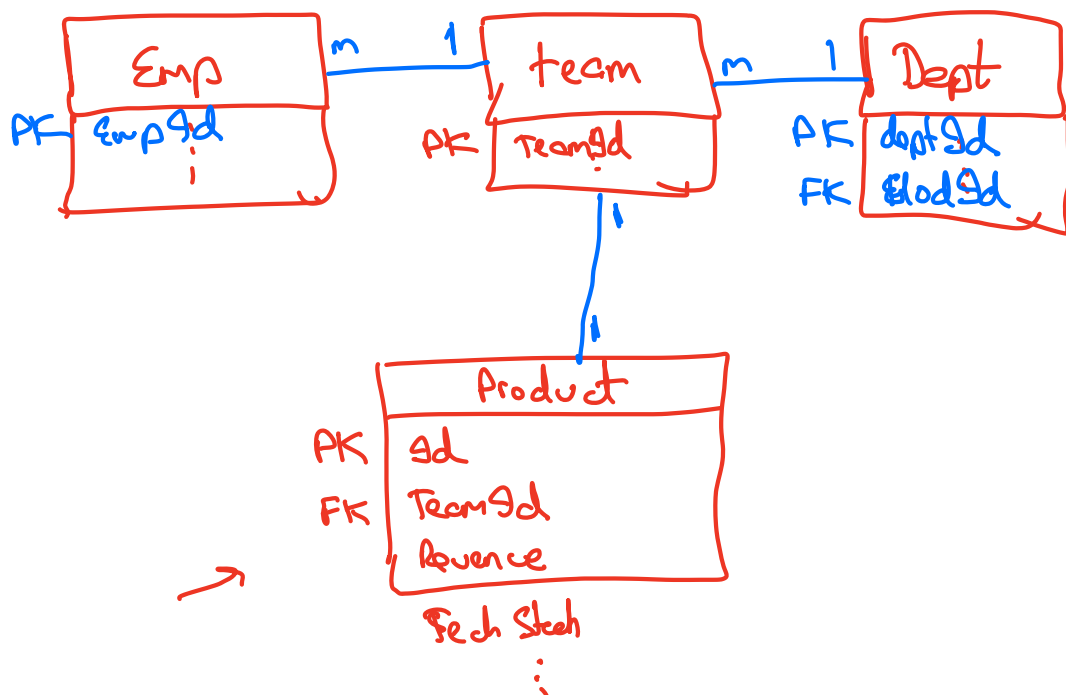 Emp
m 1
team
m 1
Dept
PK EmpId
PK TeamId
PK deptId
FK
1
1
Product
PK Id
FK TeamId
Revenue
Tech Stack